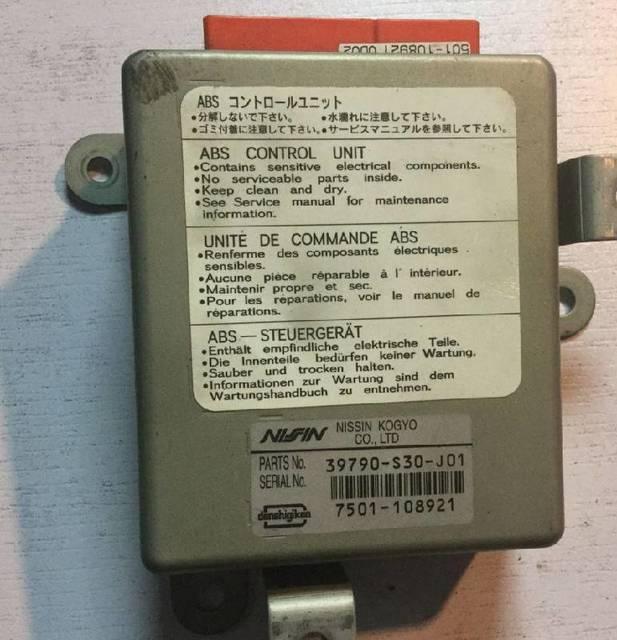 501-108921 0D02
ABS コントロールユニット
•分解しないで下さい。 •水濡れに注意して下さい。
•ゴミ付着に注意して下さい。•サービスマニュアルを参照して下さい。
ABS CONTROL UNIT
•Contains sensitive electrical components.
•No serviceable parts inside.
•Keep clean and dry.
•See Service manual for maintenance
information.
UNITÉ DE COMMANDE ABS
•Renferme des composants électriques
sensibles.
•Aucune pièce réparable à l' intérieur.
•Maintenir propre et sec.
•Pour les réparations, voir le manuel de
réparations.
ABS—STEUERGERÄT
•Enthält empfindliche elektrische Teile.
•Die Innenteile bedürfen keiner Wartung.
•Sauber und trocken halten.
•Informationen zur Wartung sind dem
Wartungshandbuch zu entnehmen.
NISSIN NISSIN KOGYO
CO., LTD
PARTS No. 39790-S30-J01
SERIAL No.
denshigiken 7501-108921